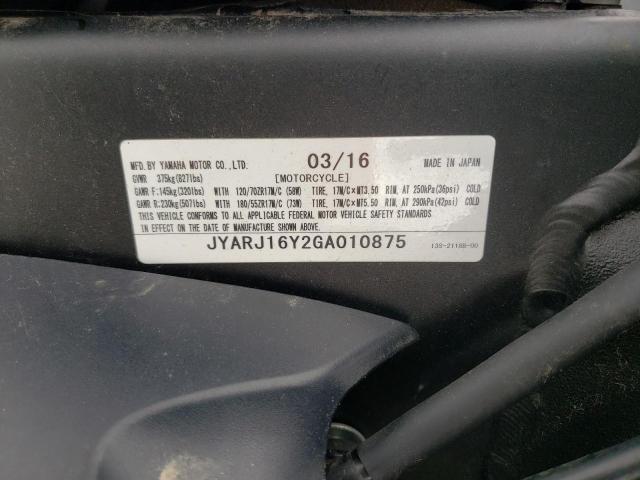 MFD. BY YAMAHA MOTOR CO., LTD. 03/16 MADE IN JAPAN
GVWR 375kg(827lbs) [MOTORCYCLE]
GAWR F:145kg(320lbs) WITH 120/70ZR17M/C (58W) TIRE, 17M/C×MT3.50 RIM, AT 250kPa(36psi) COLD
GAWR R:230kg(507lbs) WITH 180/55ZR17M/C (73W) TIRE, 17M/C×MT5.50 RIM, AT 290kPa(42psi) COLD
THIS VEHICLE CONFORMS TO ALL APPLICABLE FEDERAL MOTOR VEHICLE SAFETY STANDARDS
IN EFFECT ON THE DATE OF MANUFACTURE SHOWN ABOVE.
JYARJ16Y2GA010875 13S-2118B-00